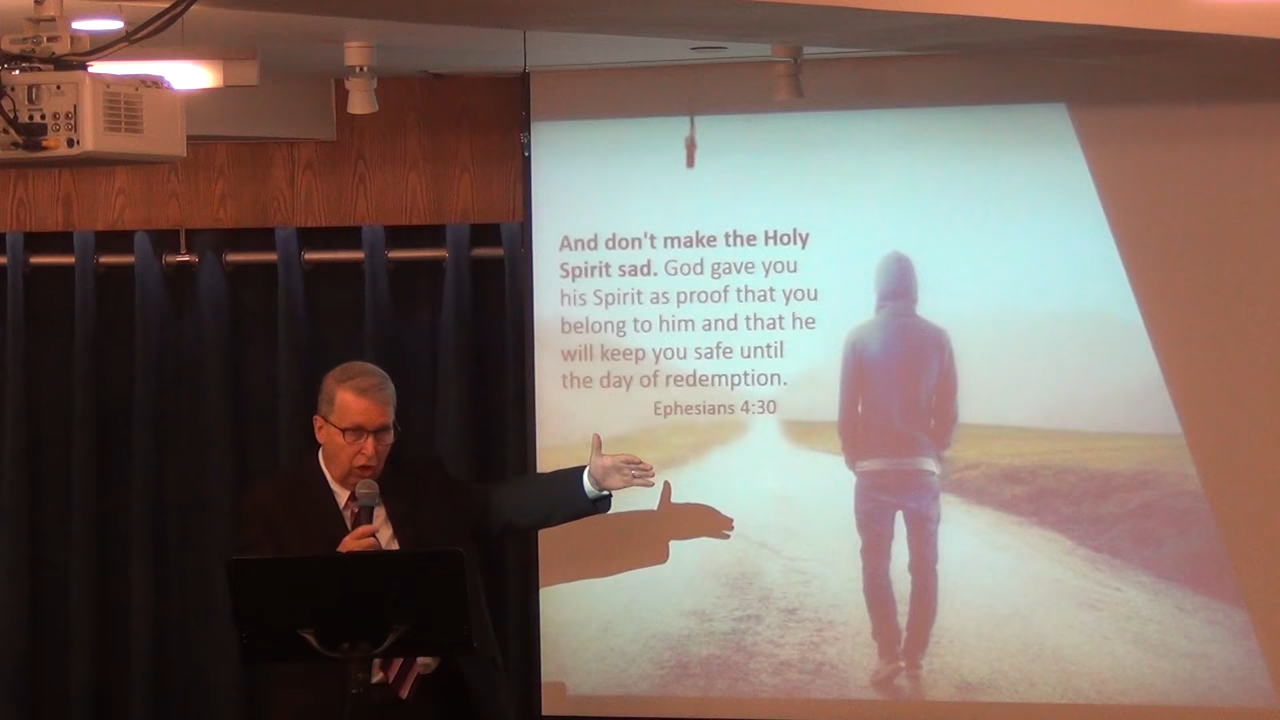 And don't make the Holy
Spirit sad. God gave you
his Spirit as proof that you
belong to him and that he
will keep you safe until
the day of redemption.
Ephesians 4:30